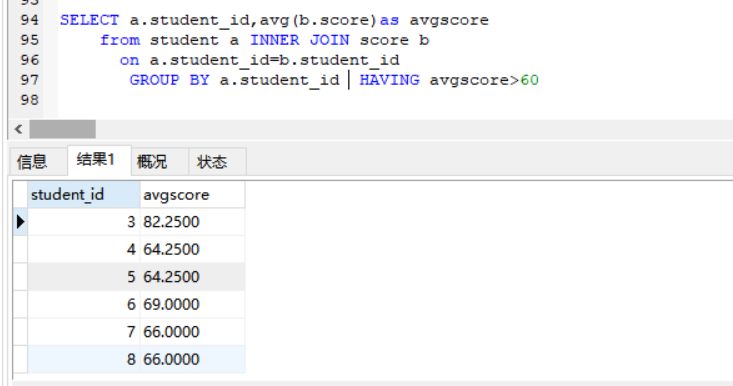 94 SELECT a.student_id,avg(b.score)as avgscore
95 from student a INNER JOIN score b
96 on a.student_id=b.student_id
97 GROUP BY a.student_id HAVING avgscore>60
98
信息 结果1 概况 状态
student_id avgscore
3 82.2500
4 64.2500
5 64.2500
6 69.0000
7 66.0000
8 66.0000